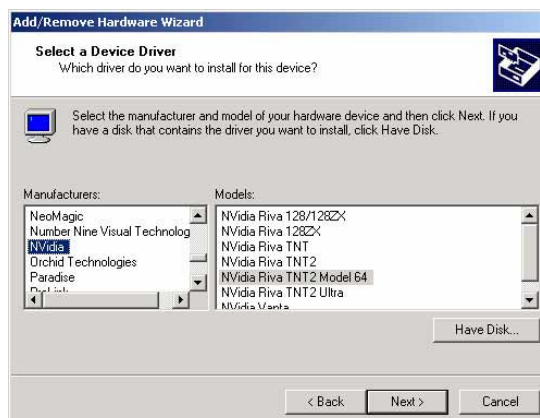 Add/Remove Hardware Wizard
Select a Device Driver
Which driver do you want to install for this device?
Select the manufacturer and model of your hardware device and then click Next. If you
have a disk that contains the driver you want to install, click Have Disk.
Manufacturers:
NeoMagic
Number Nine Visual Technolog
NVidia
Orchid Technologies
Paradise
Models:
NVidia Riva 128/128ZX
NVidia Riva 128ZX
NVidia Riva TNT
NVidia Riva TNT2
NVidia Riva TNT2 Model 64
NVidia Riva TNT2 Ultra
NVidia Vanta
Have Disk...
< Back
Next >
Cancel